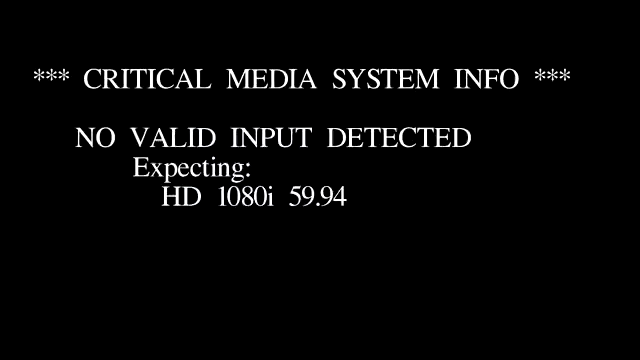 *** CRITICAL MEDIA SYSTEM INFO ***
NO VALID INPUT DETECTED
Expecting:
HD 1080i 59.94